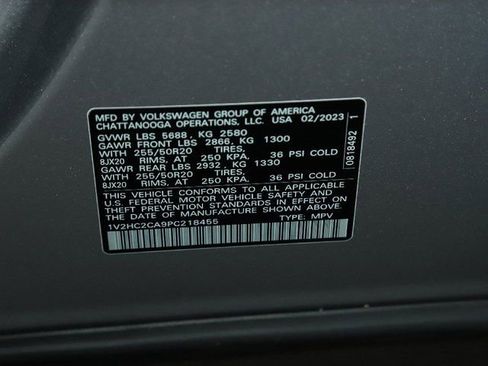 MFD BY VOLKSWAGEN GROUP OF AMERICA
CHATTANOOGA OPERATIONS, LLC. USA 02/2023
GVWR LBS 5688, KG 2580
GAWR FRONT LBS 2866, KG 1300
WITH 255/50R20 TIRES,
8JX20 RIMS, AT 250 KPA, 36 PSI COLD
GAWR REAR LBS 2932, KG 1330
WITH 255/50R20 TIRES,
8JX20 RIMS, AT 250 KPA, 36 PSI COLD
THIS VEHICLE CONFORMS TO ALL APPLICABLE
U.S. FEDERAL MOTOR VEHICLE SAFETY AND
THEFT PREVENTION STANDARDS IN EFFECT ON
THE DATE OF MANUFACTURE SHOWN ABOVE.
1V2HC2CA9PC218455 TYPE: MPV
0818492 1